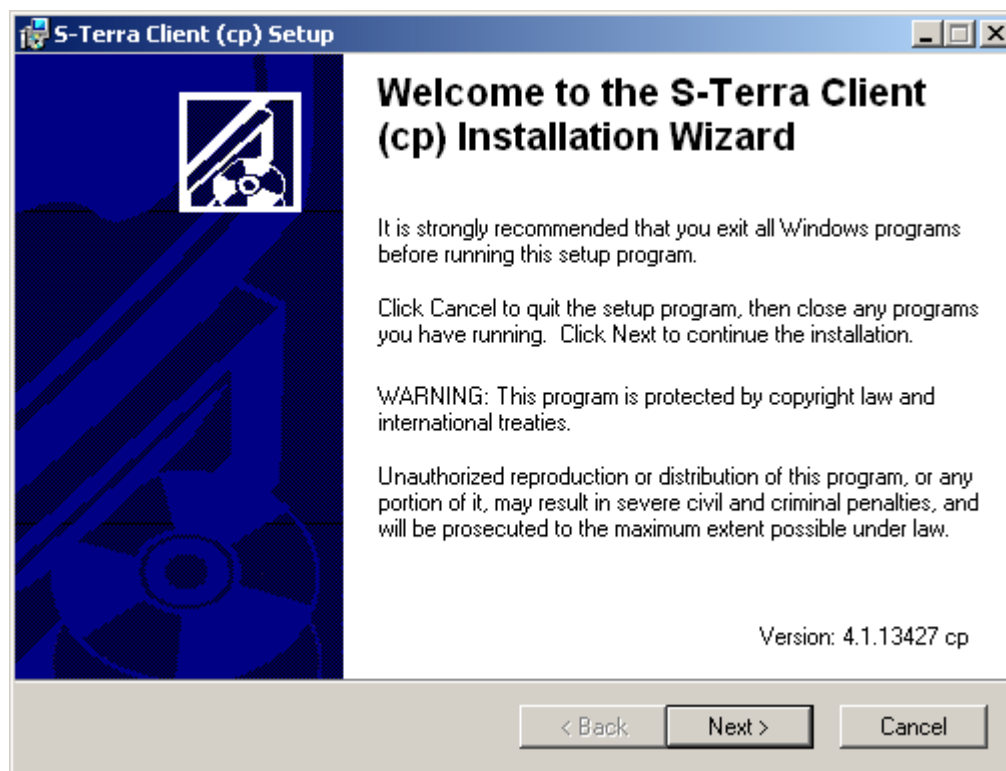 S-Terra Client (cp) Setup
Welcome to the S-Terra Client
(cp) Installation Wizard
It is strongly recommended that you exit all Windows programs
before running this setup program.
Click Cancel to quit the setup program, then close any programs
you have running.  Click Next to continue the installation.
WARNING: This program is protected by copyright law and
international treaties.
Unauthorized reproduction or distribution of this program, or any
portion of it, may result in severe civil and criminal penalties, and
will be prosecuted to the maximum extent possible under law.
Version: 4.1.13427 cp
< Back
Next >
Cancel